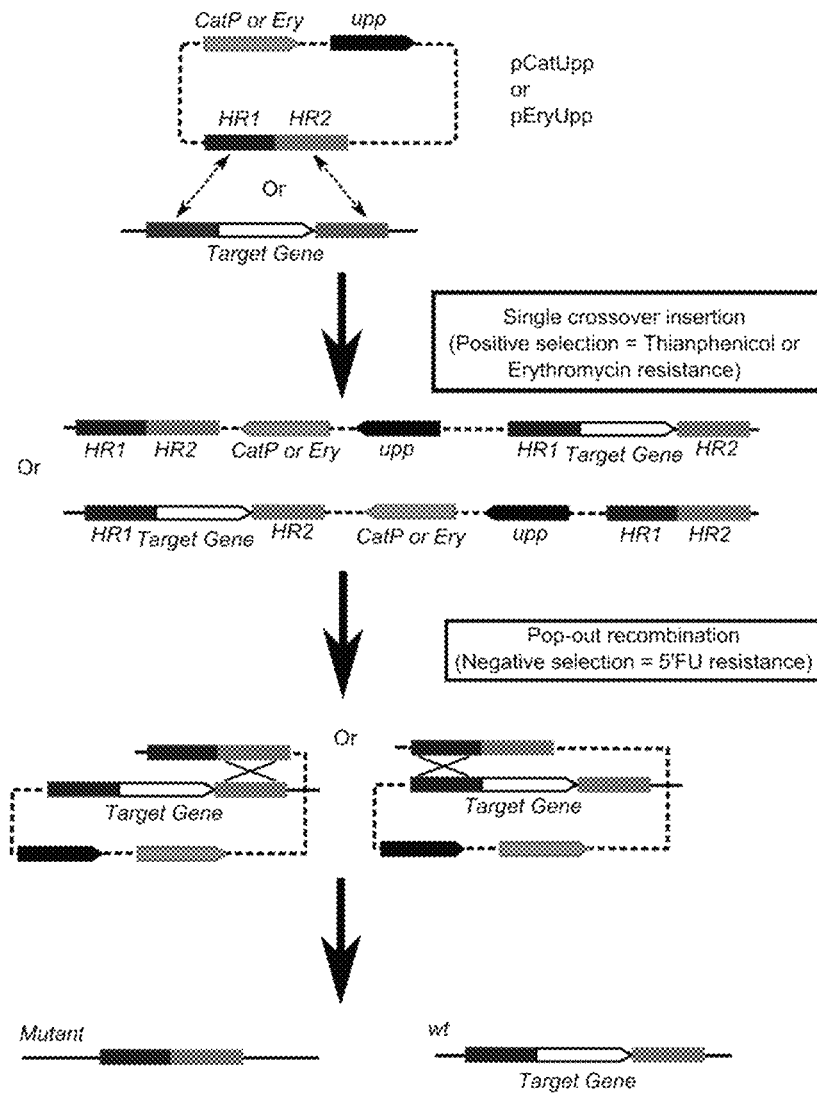 CatP or Ery
upp
pCatUpp
or
pEryUpp
HR1
HR2
Or
Target Gene
Single crossover insertion
(Positive selection = Thianphenicol or
Erythromycin resistance)
HR1
HR2
CatP or Ery
upp
HR1
Target Gene
HR2
Or
HR1
Target Gene
HR2
CatP or Ery
upp
HR1
HR2
Pop-out recombination
(Negative selection = 5'FU resistance)
Or
Target Gene
Target Gene
Mutant
wt
Target Gene